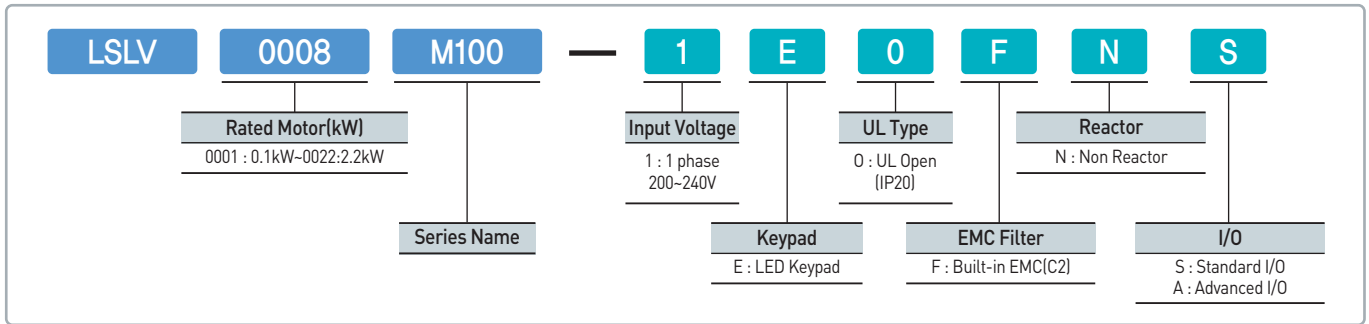 LSLV 0008 M100 — 1 E 0 F N S
Rated Motor(kW)
0001 : 0.1kW~0022:2.2kW
Series Name
Input Voltage
1 : 1 phase
200~240V
Keypad
E : LED Keypad
UL Type
O : UL Open
(IP20)
EMC Filter
F : Built-in EMC(C2)
Reactor
N : Non Reactor
I/O
S : Standard I/O
A : Advanced I/O